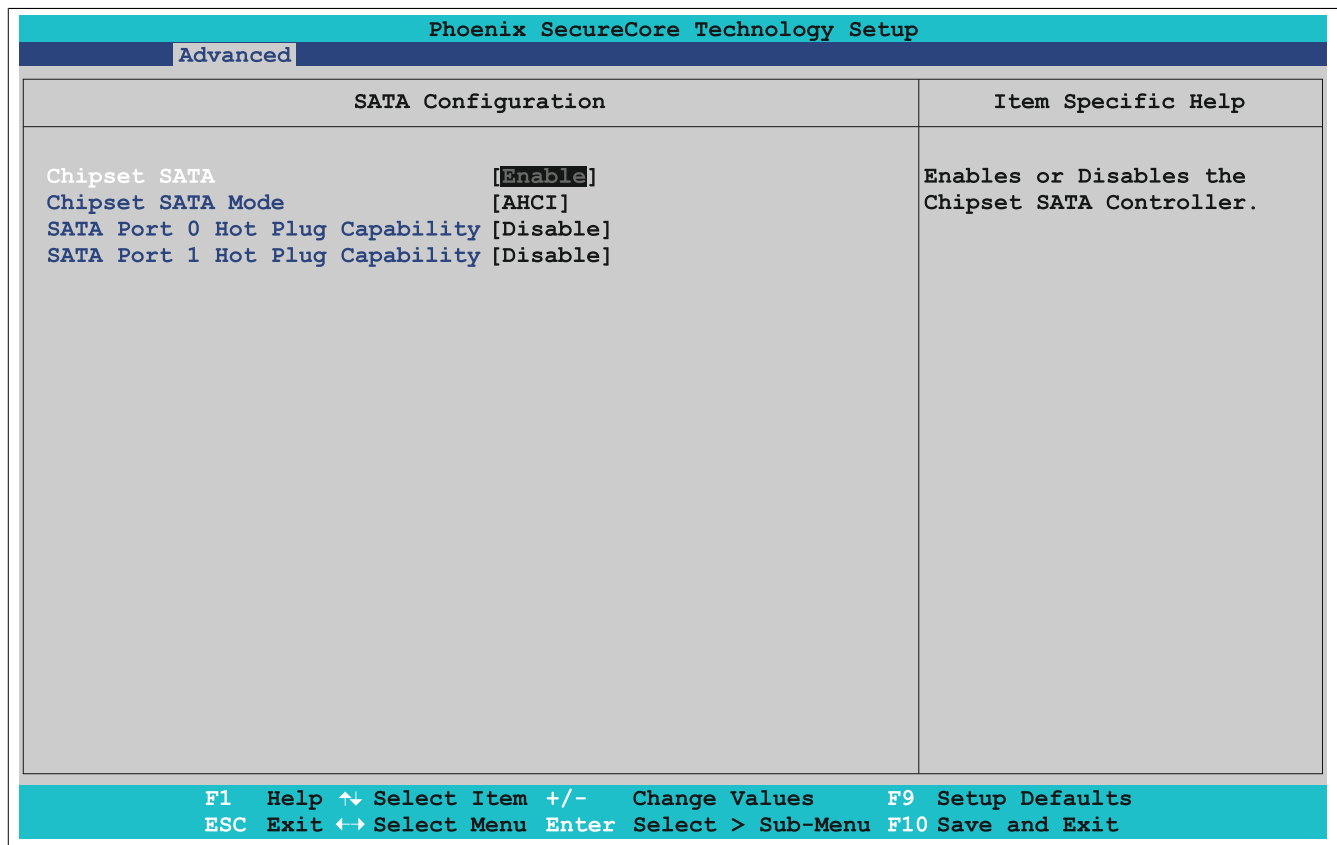 Phoenix SecureCore Technology Setup
Advanced
SATA Configuration
Item Specific Help
Chipset SATA [Enable]
Chipset SATA Mode [AHCI]
SATA Port 0 Hot Plug Capability [Disable]
SATA Port 1 Hot Plug Capability [Disable]
Enables or Disables the
Chipset SATA Controller.
F1 Help ↑↓ Select Item +/- Change Values F9 Setup Defaults
ESC Exit ←→ Select Menu Enter Select > Sub-Menu F10 Save and Exit